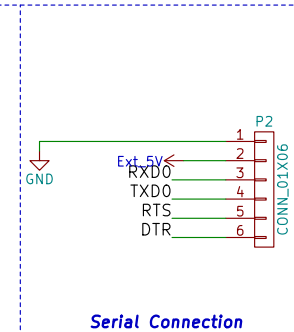 P2
1
Ext_5V 2
RXD0 3
TXD0 4
RTS 5
DTR 6
GND
CONN_01X06
Serial Connection